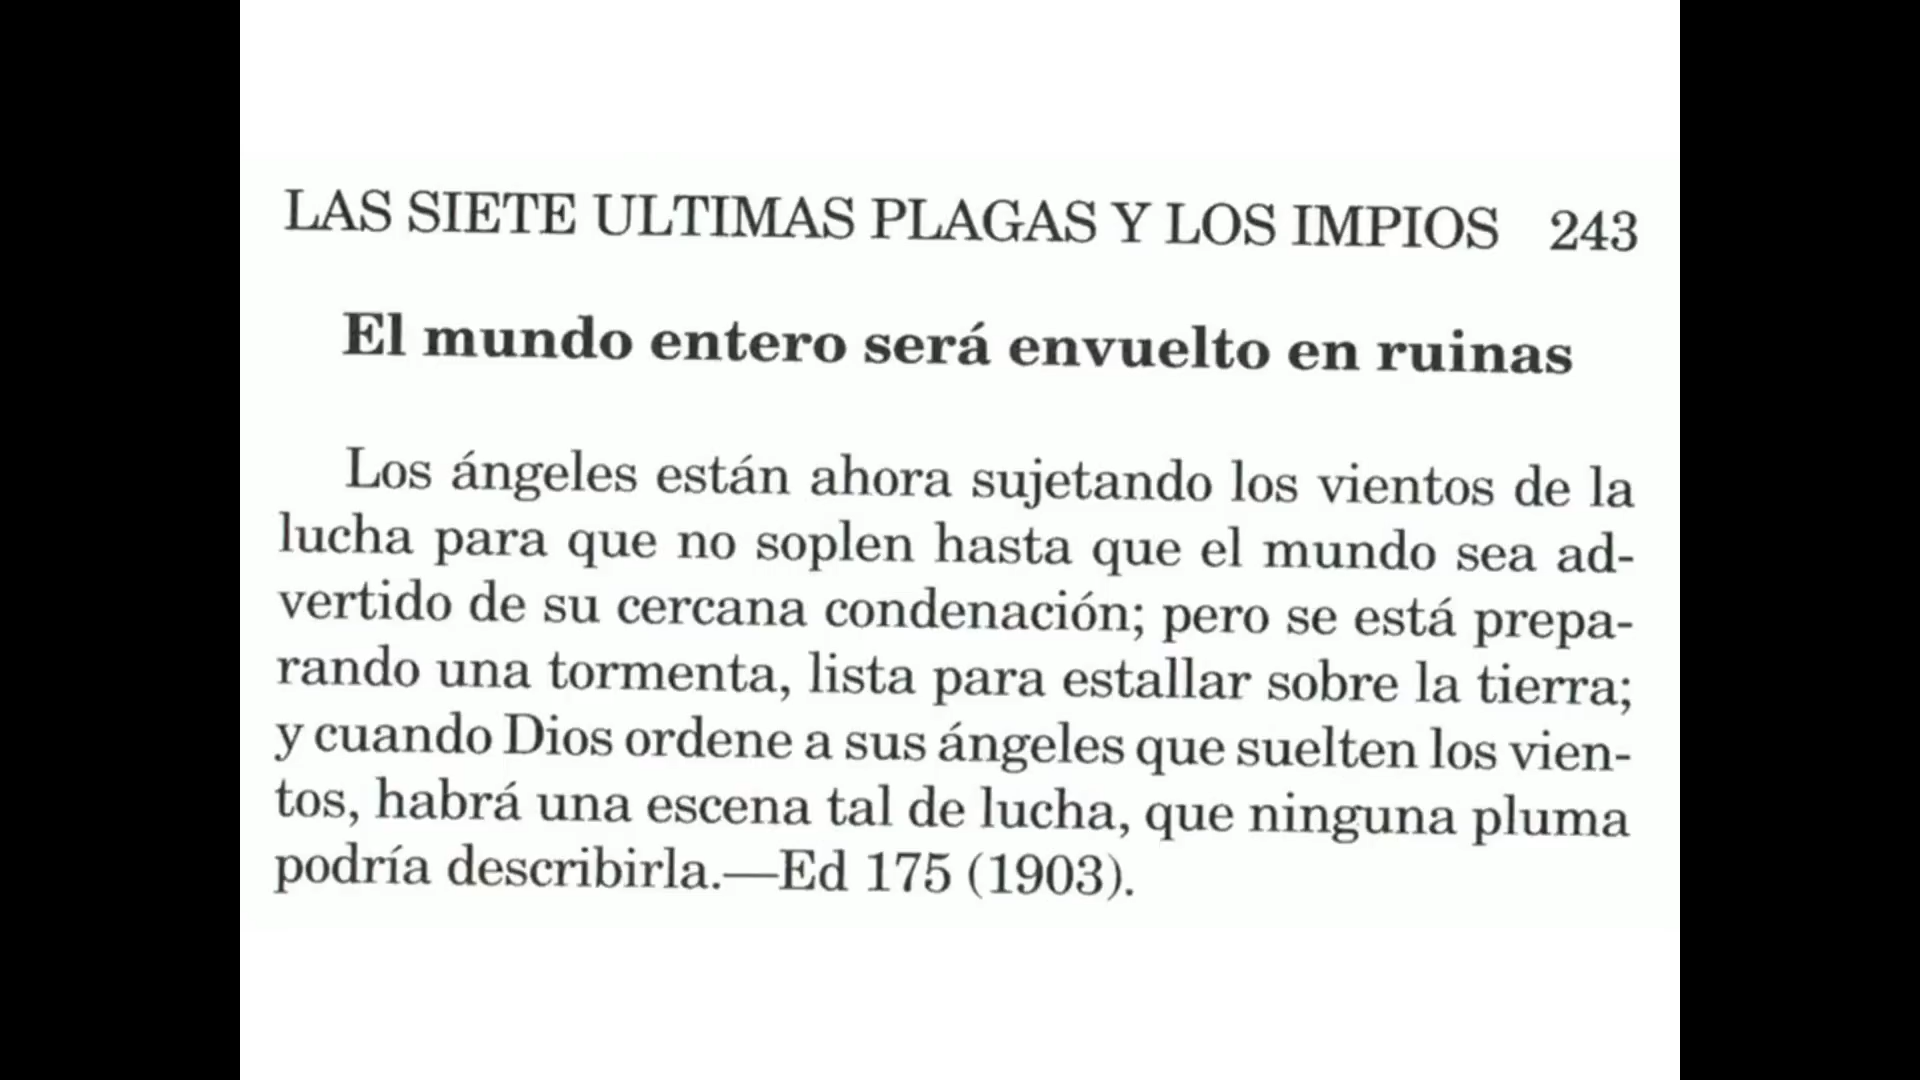 LAS SIETE ULTIMAS PLAGAS Y LOS IMPIOS 243
El mundo entero será envuelto en ruinas
Los ángeles están ahora sujetando los vientos de la
lucha para que no soplen hasta que el mundo sea ad-
vertido de su cercana condenación; pero se está prepa-
rando una tormenta, lista para estallar sobre la tierra;
y cuando Dios ordene a sus ángeles que suelten los vien-
tos, habrá una escena tal de lucha, que ninguna pluma
podría describirla.—Ed 175 (1903).